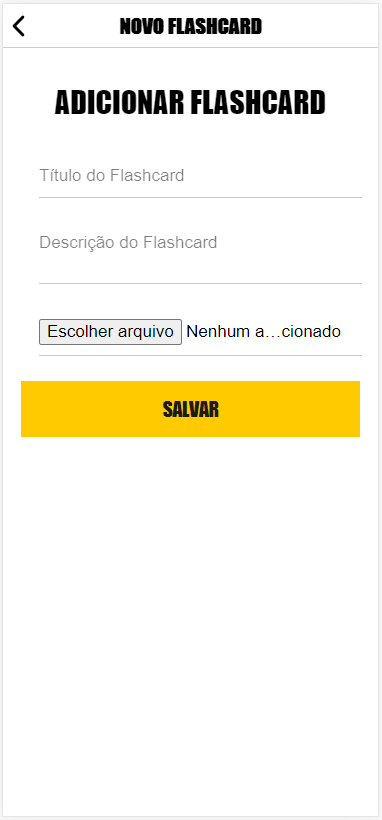 NOVO FLASHCARD
ADICIONAR FLASHCARD
Título do Flashcard
Descrição do Flashcard
Escolher arquivo Nenhum a...cionado
SALVAR